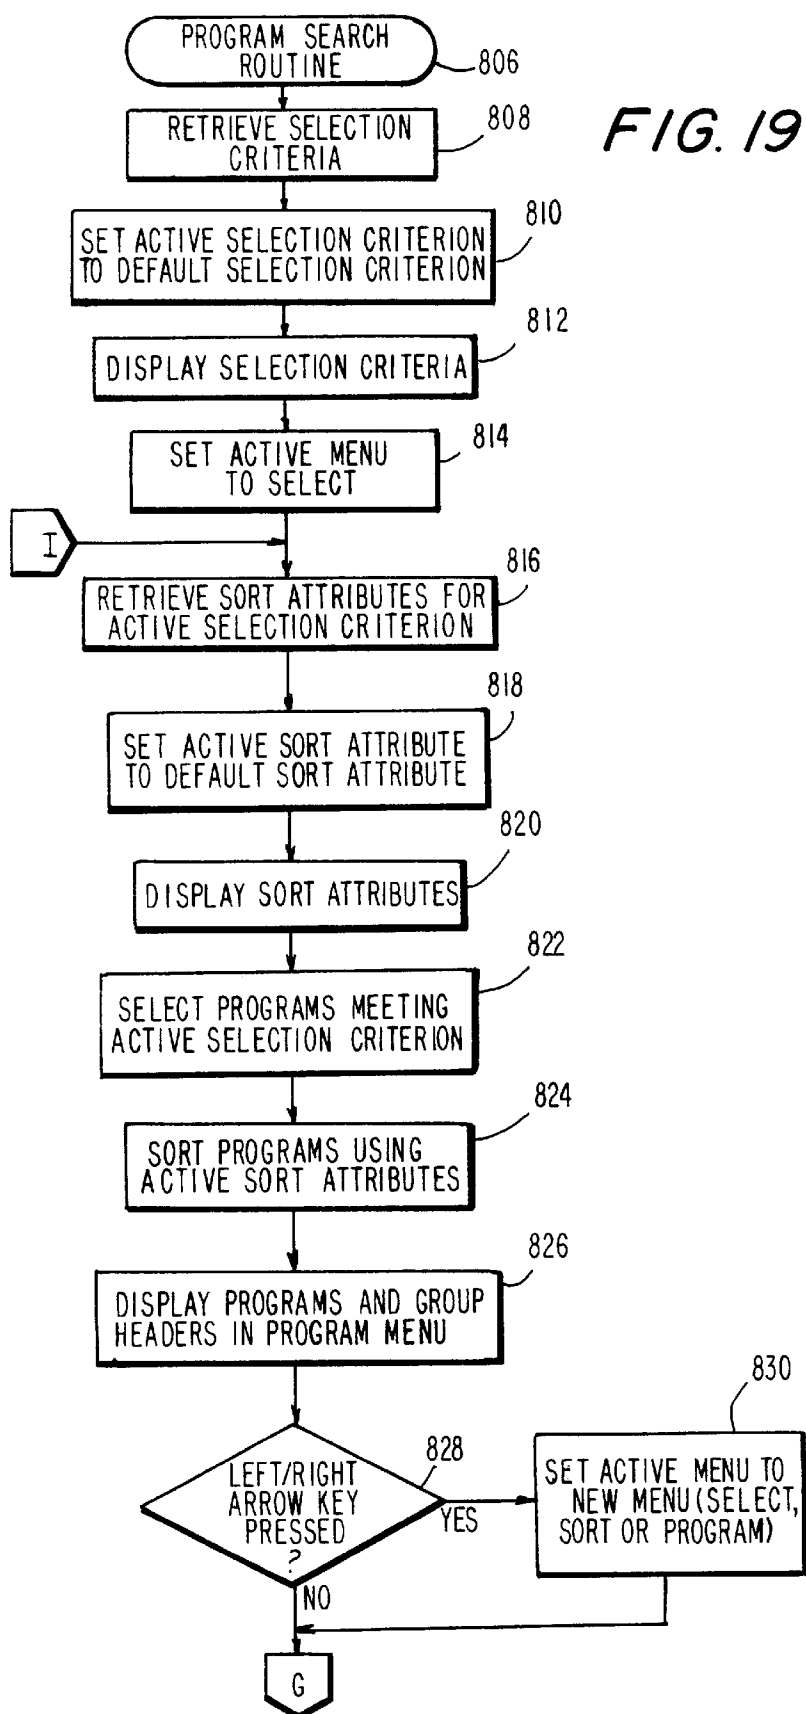 PROGRAM SEARCH
ROUTINE
806
FIG. 19
RETRIEVE SELECTION
CRITERIA
808
SET ACTIVE SELECTION CRITERION
TO DEFAULT SELECTION CRITERION
810
DISPLAY SELECTION CRITERIA
812
SET ACTIVE MENU
TO SELECT
814
I
RETRIEVE SORT ATTRIBUTES FOR
ACTIVE SELECTION CRITERION
816
SET ACTIVE SORT ATTRIBUTE
TO DEFAULT SORT ATTRIBUTE
818
DISPLAY SORT ATTRIBUTES
820
SELECT PROGRAMS MEETING
ACTIVE SELECTION CRITERION
822
SORT PROGRAMS USING
ACTIVE SORT ATTRIBUTES
824
DISPLAY PROGRAMS AND GROUP
HEADERS IN PROGRAM MENU
826
LEFT/RIGHT
ARROW KEY
PRESSED
?
828
YES
NO
SET ACTIVE MENU TO
NEW MENU (SELECT,
SORT OR PROGRAM)
830
G